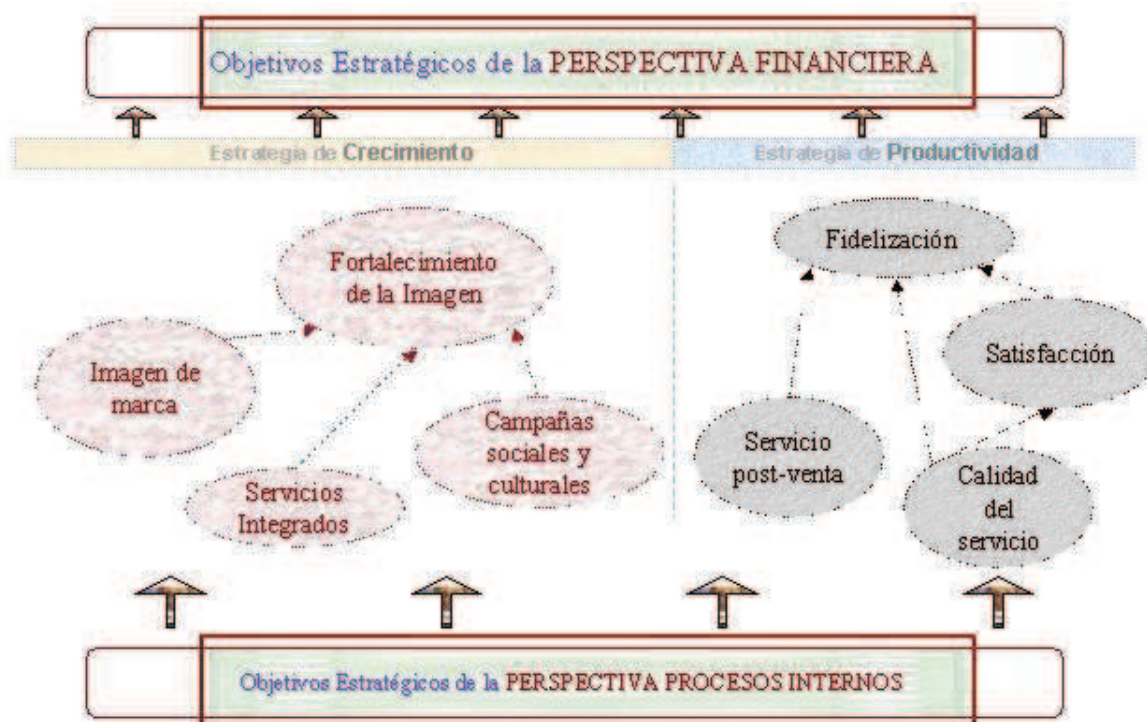 Objetivos Estratégicos de la PERSPECTIVA FINANCIERA
Estrategia de Crecimiento
Estrategia de Productividad
Fortalecimiento
de la Imagen
Imagen de
marca
Servicios
Integrados
Campañas
sociales y
culturales
Fidelización
Satisfacción
Servicio
post-venta
Calidad
del
servicio
Objetivos Estratégicos de la PERSPECTIVA PROCESOS INTERNOS